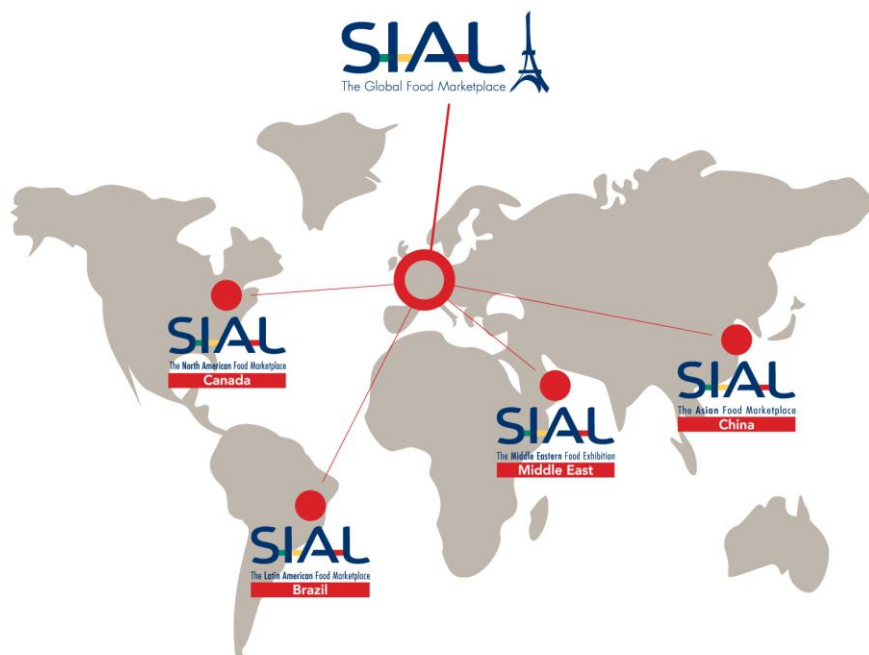 SIAL
The Global Food Marketplace
SIAL
The North American Food Marketplace
Canada
SIAL
The Asian Food Marketplace
China
SIAL
The Middle Eastern Food Exhibition
Middle East
SIAL
The Latin American Food Marketplace
Brazil